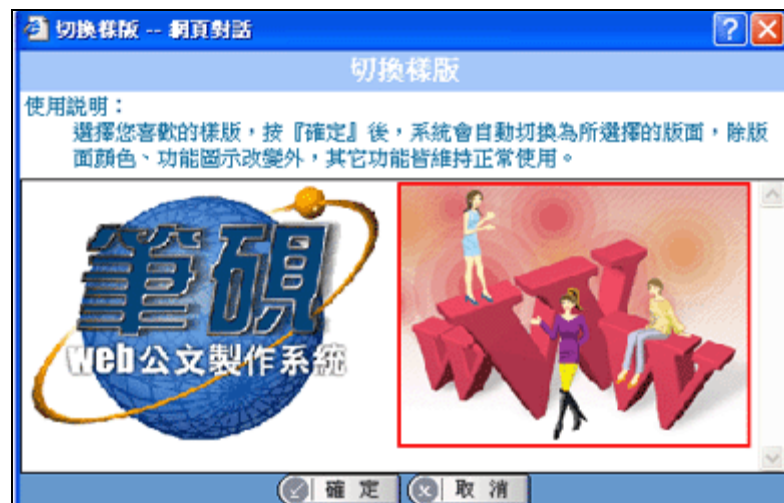 切換樣版 -- 網頁對話
切換樣版
使用説明：
選擇您喜歡的樣版，按『確定』後，系統會自動切換為所選擇的版面，除版
面顏色、功能圖示改變外，其它功能皆維持正常使用。
筆硯
web公文製作系統
WWW
確定
取消